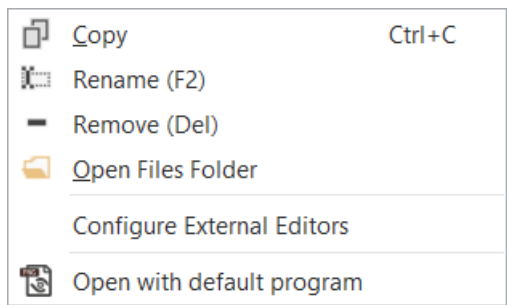 Copy Ctrl+C
Rename (F2)
Remove (Del)
Open Files Folder
Configure External Editors
Open with default program